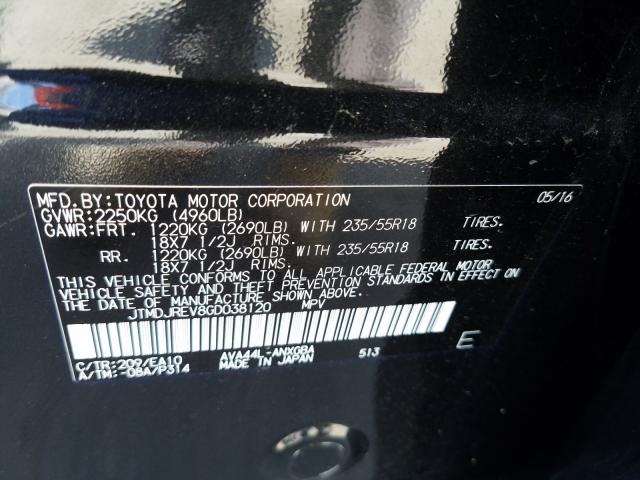 MFD.BY:TOYOTA MOTOR CORPORATION 05/16
GVWR:2250KG (4960LB)
GAWR:FRT. 1220KG (2690LB) WITH 235/55R18 TIRES.
18X7 1/2J RIMS.
RR. 1220KG (2690LB) WITH 235/55R18 TIRES.
18X7 1/2J RIMS.
THIS VEHICLE CONFORMS TO ALL APPLICABLE FEDERAL MOTOR
VEHICLE SAFETY AND THEFT PREVENTION STANDARDS IN EFFECT ON
THE DATE OF MANUFACTURE SHOWN ABOVE.
JTMDJREV8GD038120 MPV
C/TR:209/EA10 AVA44L-ANXGBA 513 E
A/TM:-08A/P314 MADE IN JAPAN